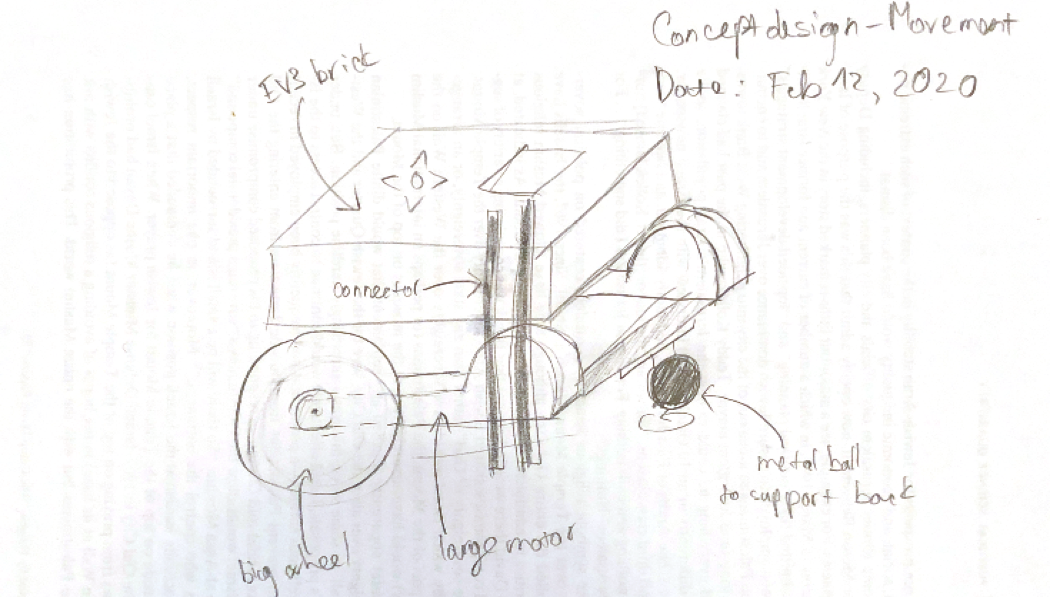 Concept design - Movement
Date: Feb 12, 2020
EV3 brick
connector
metal ball
to support back
large motor
big wheel